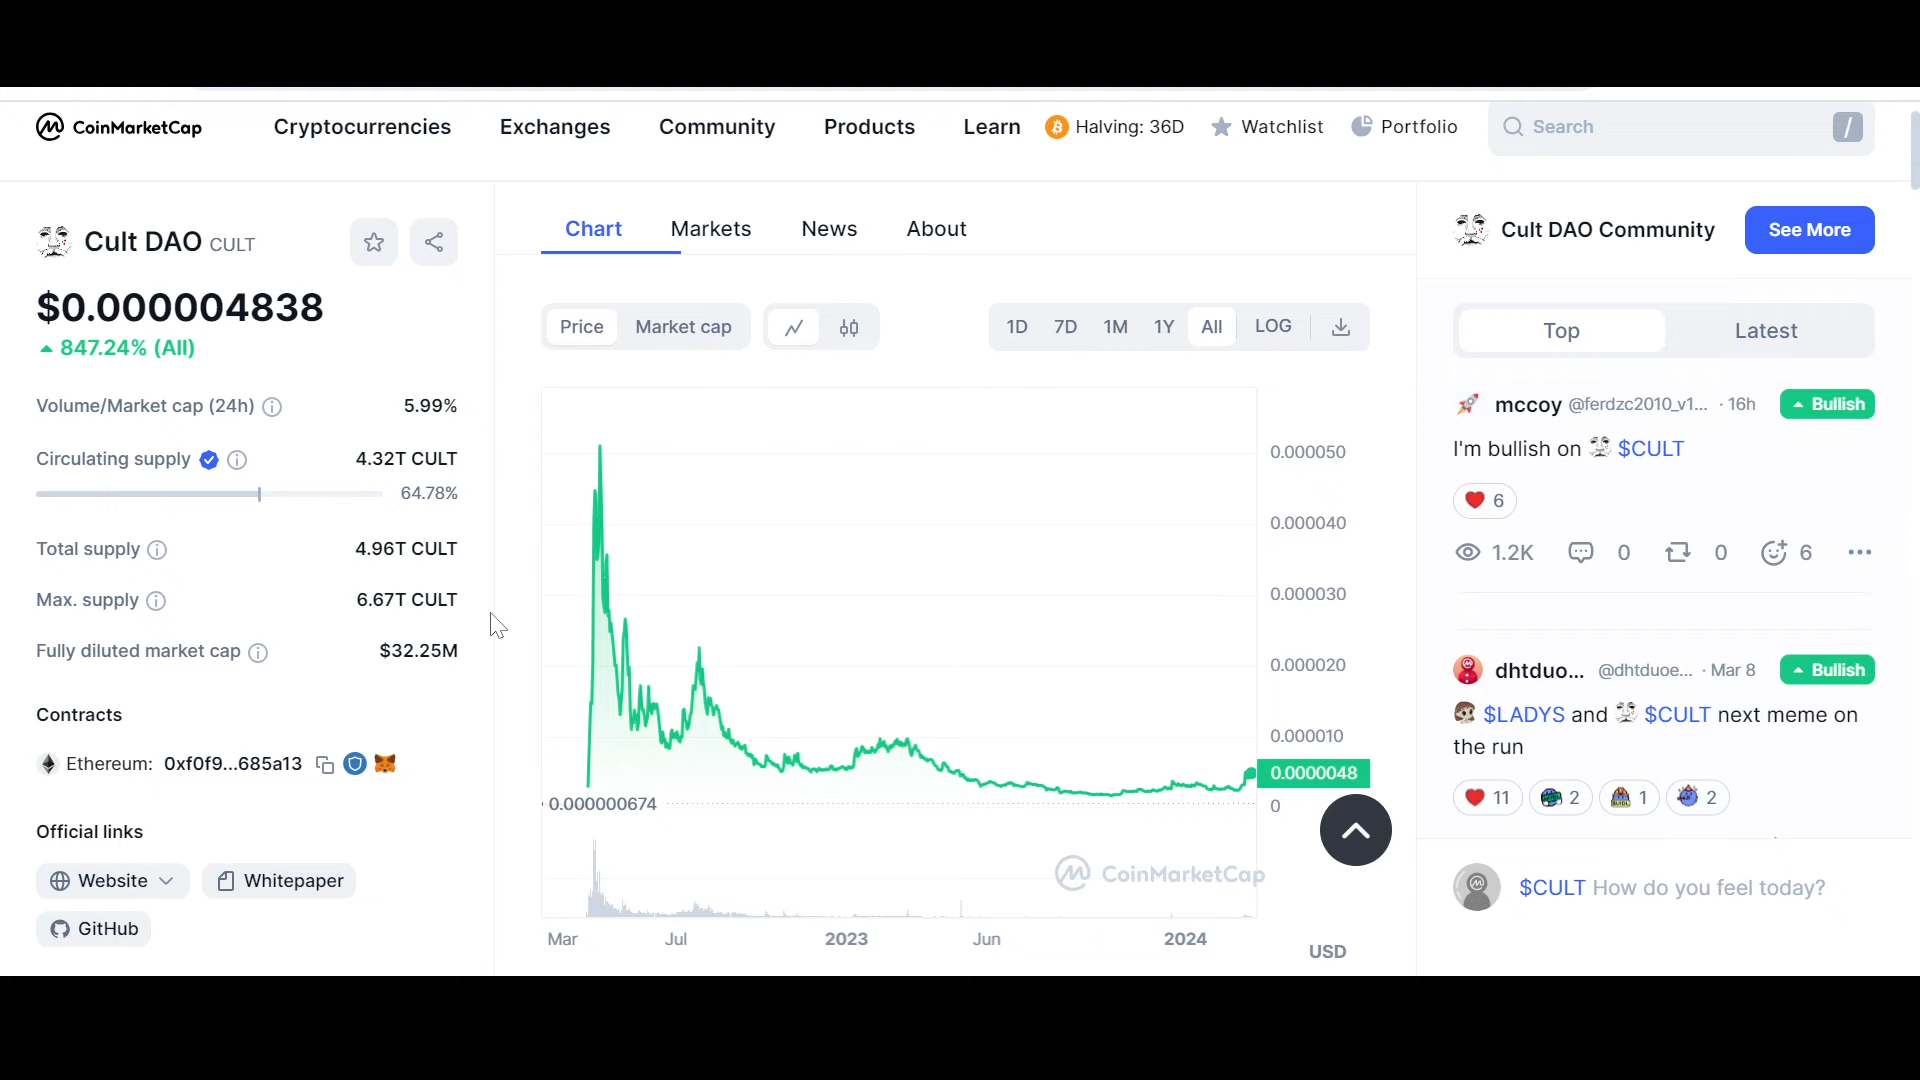 CoinMarketCap
Cryptocurrencies
Exchanges
Community
Products
Learn
Halving: 36D
Watchlist
Portfolio
Search
/
Cult DAO CULT
$0.000004838
847.24% (All)
Volume/Market cap (24h) 5.99%
Circulating supply 4.32T CULT
64.78%
Total supply 4.96T CULT
Max. supply 6.67T CULT
Fully diluted market cap $32.25M
Contracts
Ethereum: 0xf0f9...685a13
Official links
Website
Whitepaper
GitHub
Chart
Markets
News
About
Price
Market cap
1D
7D
1M
1Y
All
LOG
0.000050
0.000040
0.000030
0.000020
0.000010
0.0000048
0
0.000000674
CoinMarketCap
Mar
Jul
2023
Jun
2024
USD
Cult DAO Community
See More
Top
Latest
mccoy @ferdzc2010_v1... · 16h
Bullish
I'm bullish on $CULT
6
1.2K
0
0
6
dhtduo... @dhtduoe... · Mar 8
Bullish
$LADYS and $CULT next meme on
the run
11
2
1
2
$CULT How do you feel today?